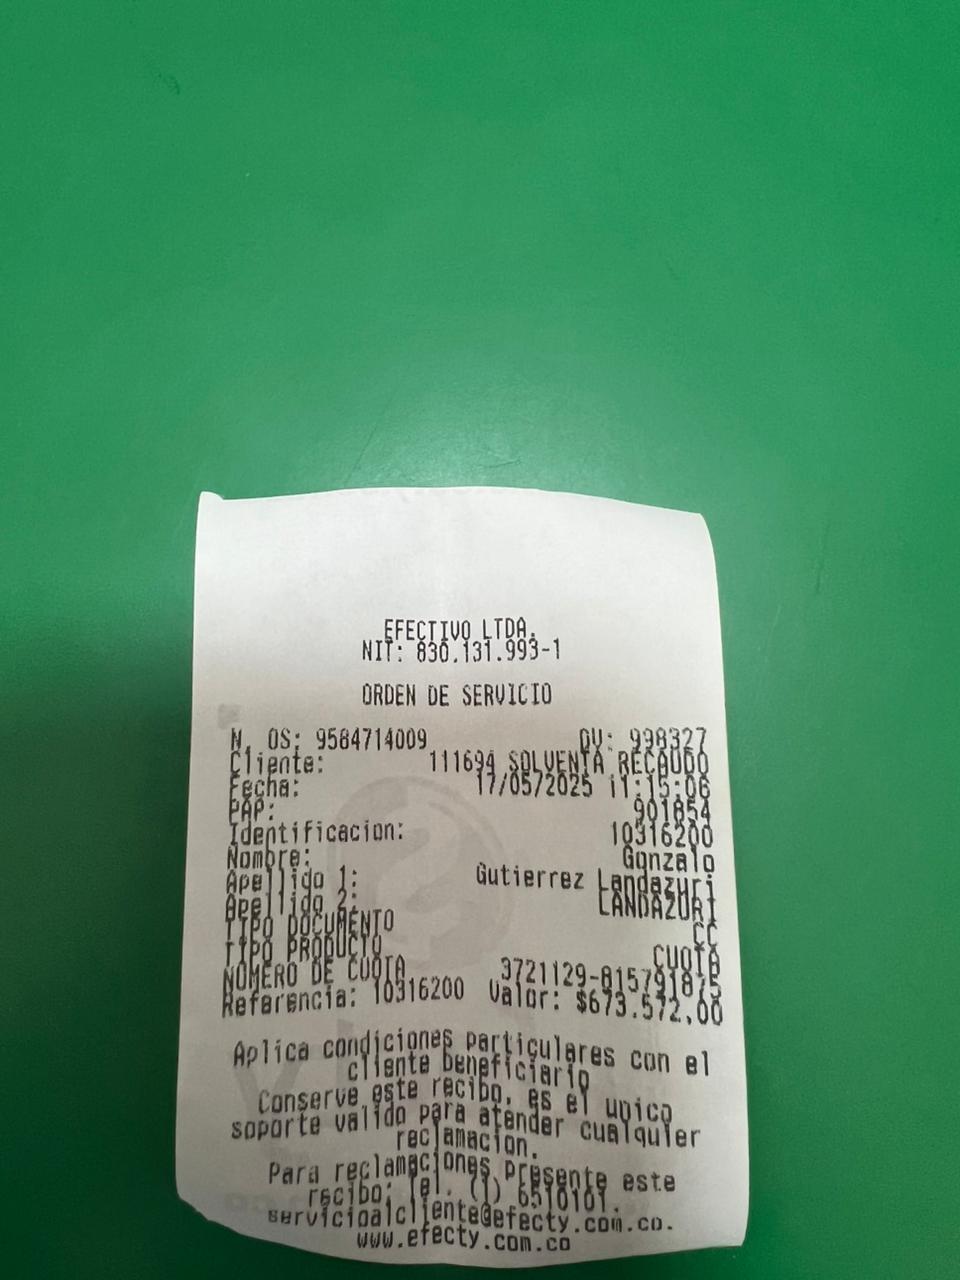 EFECTIVO LTDA.
NIT: 830.131.993-1
ORDEN DE SERVICIO
N. OS: 9584714009 DV: 998327
Cliente: 111694 SOLVENTA RECAUDO
Fecha: 17/05/2025 11:15:06
PAP: 901854
Identificacion: 10316200
Nombre: Gonzalo
Apellido 1: Gutierrez Landazuri
Apellido 2: LANDAZURI
TIPO DOCUMENTO CC
TIPO PRODUCTO CUOTA
NUMERO DE CUOTA 3721129-815791875
Referencia: 10316200 Valor: $673.572,00
Aplica condiciones particulares con el
cliente beneficiario
Conserve este recibo, es el unico
soporte valido para atender cualquier
reclamacion.
Para reclamaciones presente este
recibo: Tel. (1) 6510101.
servicioalcliente@efecty.com.co.
www.efecty.com.co